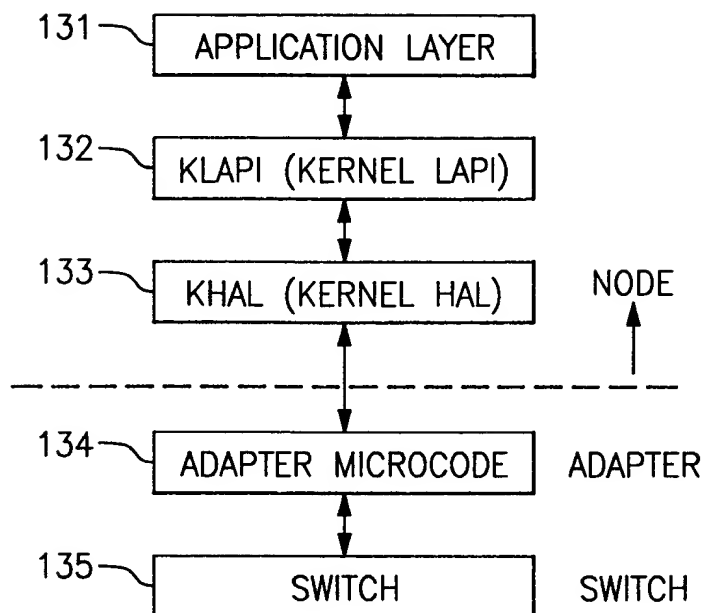 131
APPLICATION LAYER
132
KLAPI (KERNEL LAPI)
133
KHAL (KERNEL HAL)
NODE
134
ADAPTER MICROCODE
ADAPTER
135
SWITCH
SWITCH